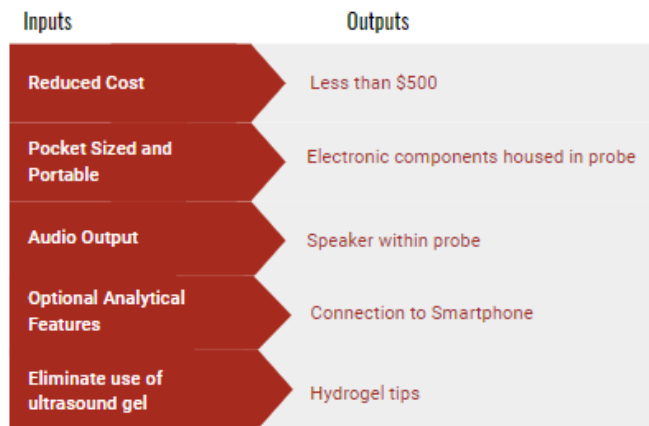 Inputs Outputs
Reduced Cost Less than $500
Pocket Sized and
Portable Electronic components housed in probe
Audio Output Speaker within probe
Optional Analytical
Features Connection to Smartphone
Eliminate use of
ultrasound gel Hydrogel tips